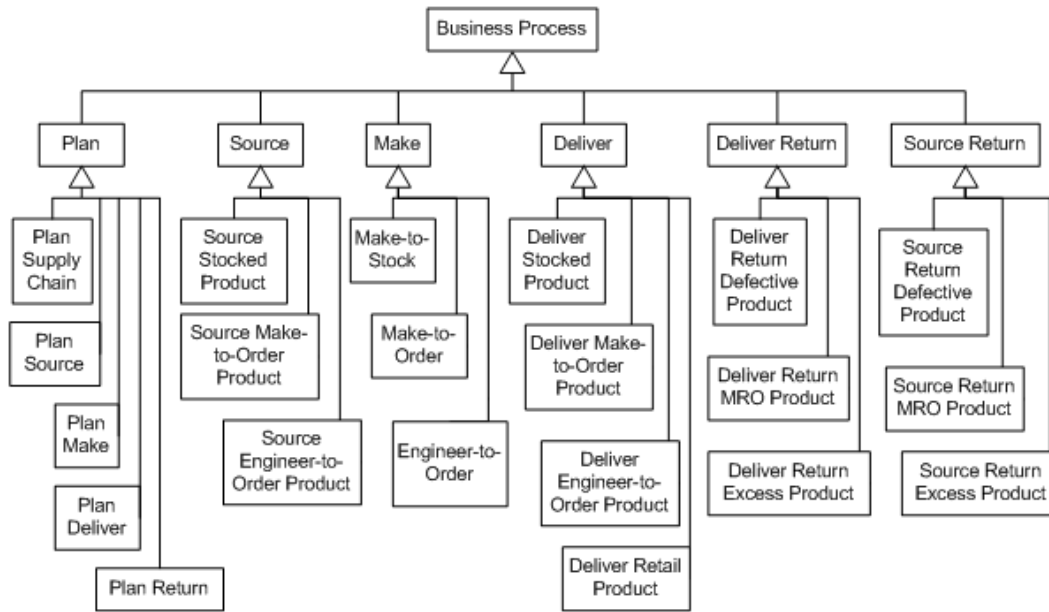 Business Process
Plan
Source
Make
Deliver
Deliver Return
Source Return
Plan
Supply
Chain
Plan
Source
Plan
Make
Plan
Deliver
Plan Return
Source
Stocked
Product
Source Make-
to-Order
Product
Source
Engineer-to-
Order Product
Make-to-
Stock
Make-to-
Order
Engineer-to-
Order
Deliver
Stocked
Product
Deliver Make-
to-Order
Product
Deliver
Engineer-to-
Order Product
Deliver Retail
Product
Deliver
Return
Defective
Product
Deliver Return
MRO Product
Deliver Return
Excess Product
Source
Return
Defective
Product
Source Return
MRO Product
Source Return
Excess Product